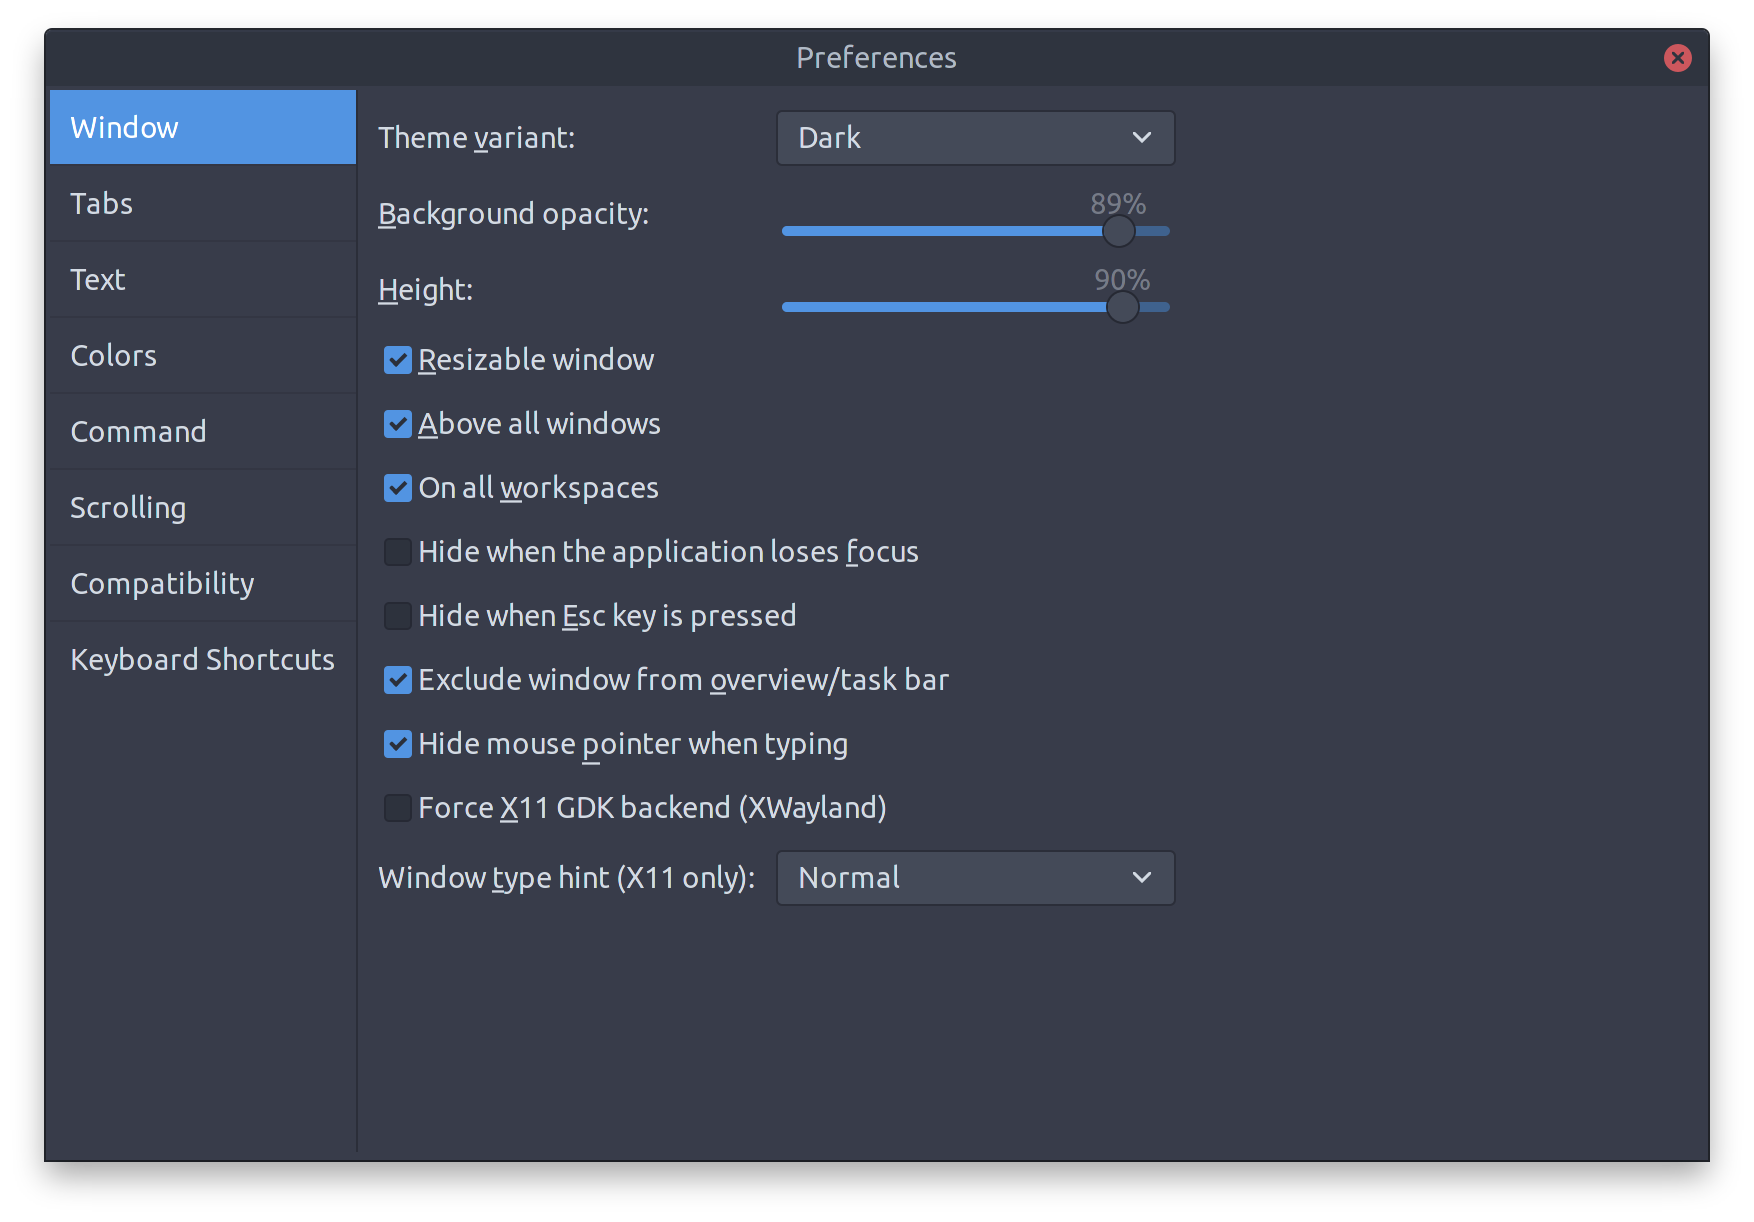 Preferences
Window
Tabs
Text
Colors
Command
Scrolling
Compatibility
Keyboard Shortcuts
Theme variant:
Dark
Background opacity:
89%
Height:
90%
Resizable window
Above all windows
On all workspaces
Hide when the application loses focus
Hide when Esc key is pressed
Exclude window from overview/task bar
Hide mouse pointer when typing
Force X11 GDK backend (XWayland)
Window type hint (X11 only):
Normal